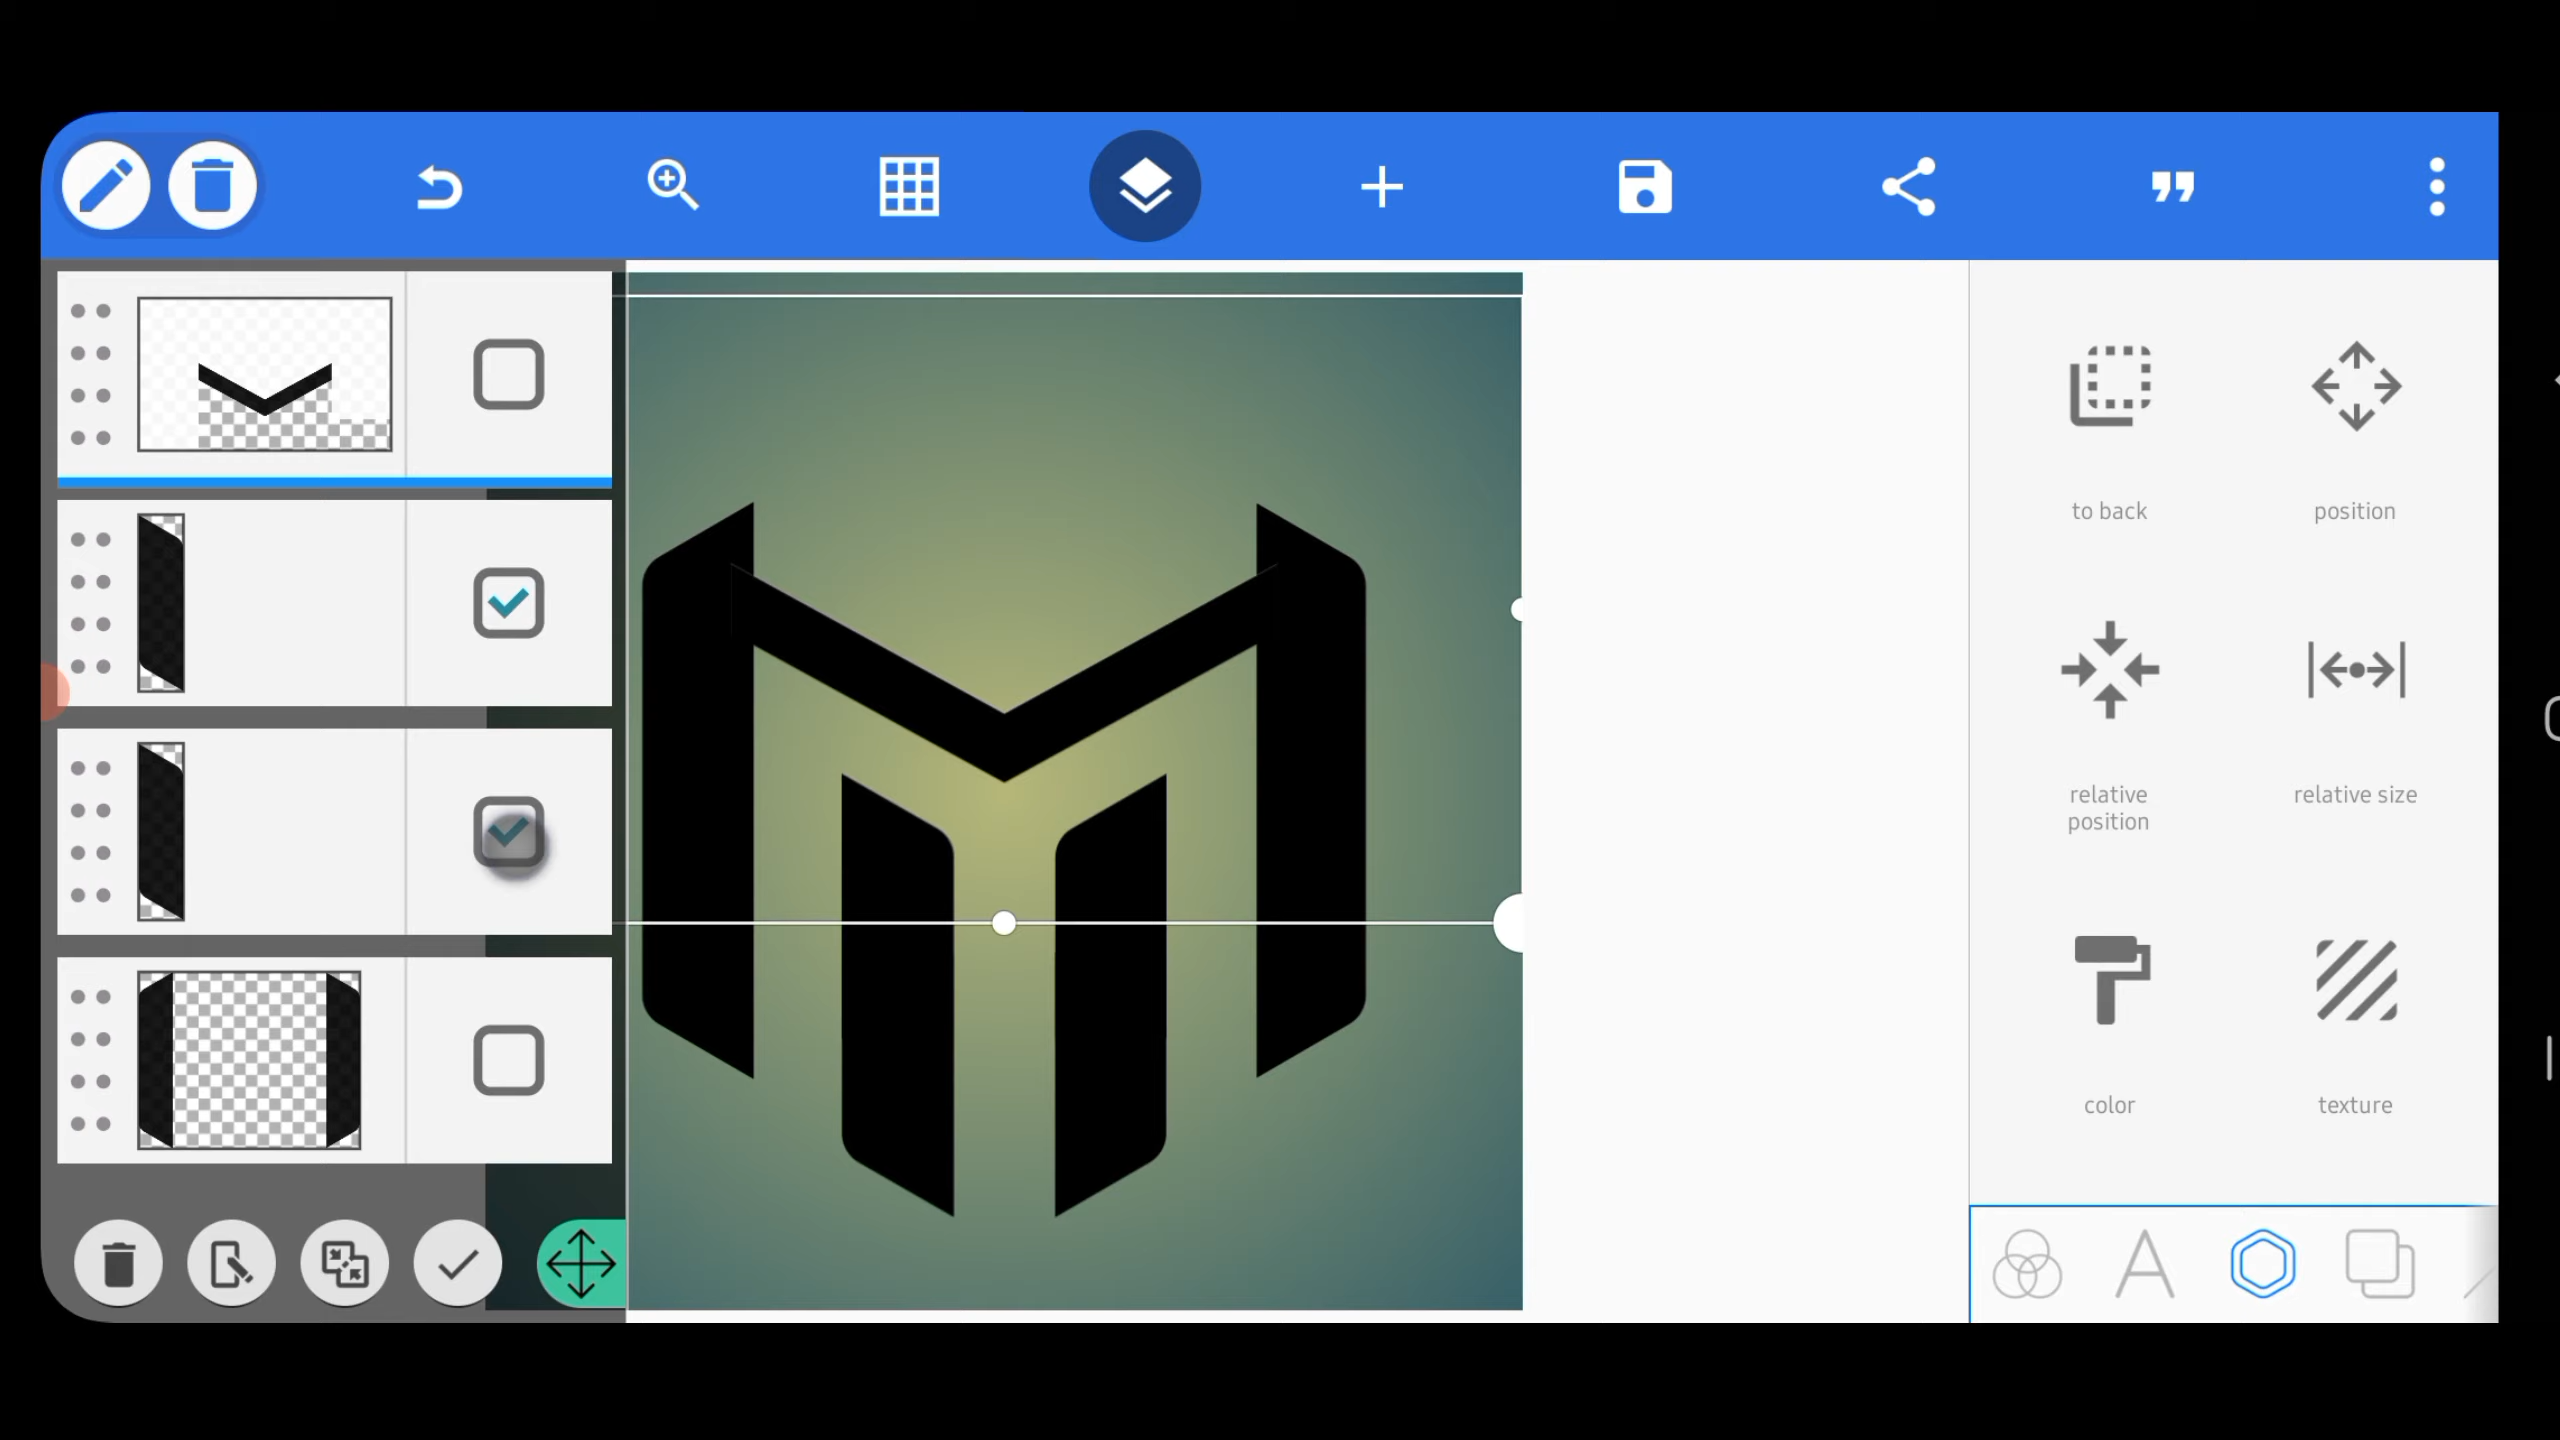 to back
position
relative
position
relative size
color
texture